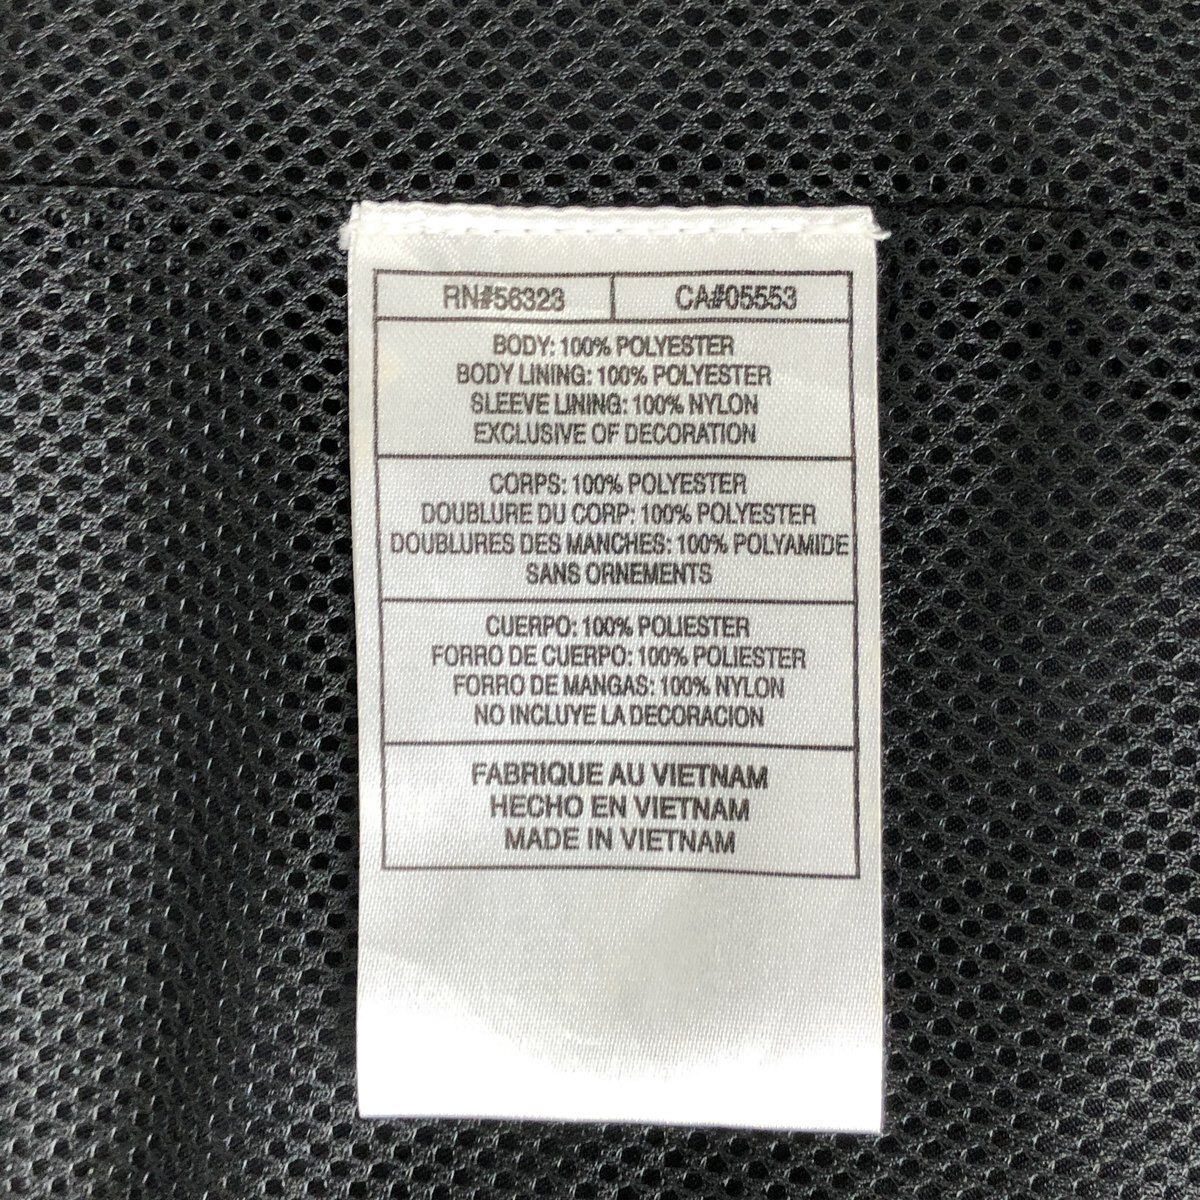 RN#56323 CA#05553
BODY: 100% POLYESTER
BODY LINING: 100% POLYESTER
SLEEVE LINING: 100% NYLON
EXCLUSIVE OF DECORATION
CORPS: 100% POLYESTER
DOUBLURE DU CORP: 100% POLYESTER
DOUBLURES DES MANCHES: 100% POLYAMIDE
SANS ORNEMENTS
CUERPO: 100% POLIESTER
FORRO DE CUERPO: 100% POLIESTER
FORRO DE MANGAS: 100% NYLON
NO INCLUYE LA DECORACION
FABRIQUE AU VIETNAM
HECHO EN VIETNAM
MADE IN VIETNAM